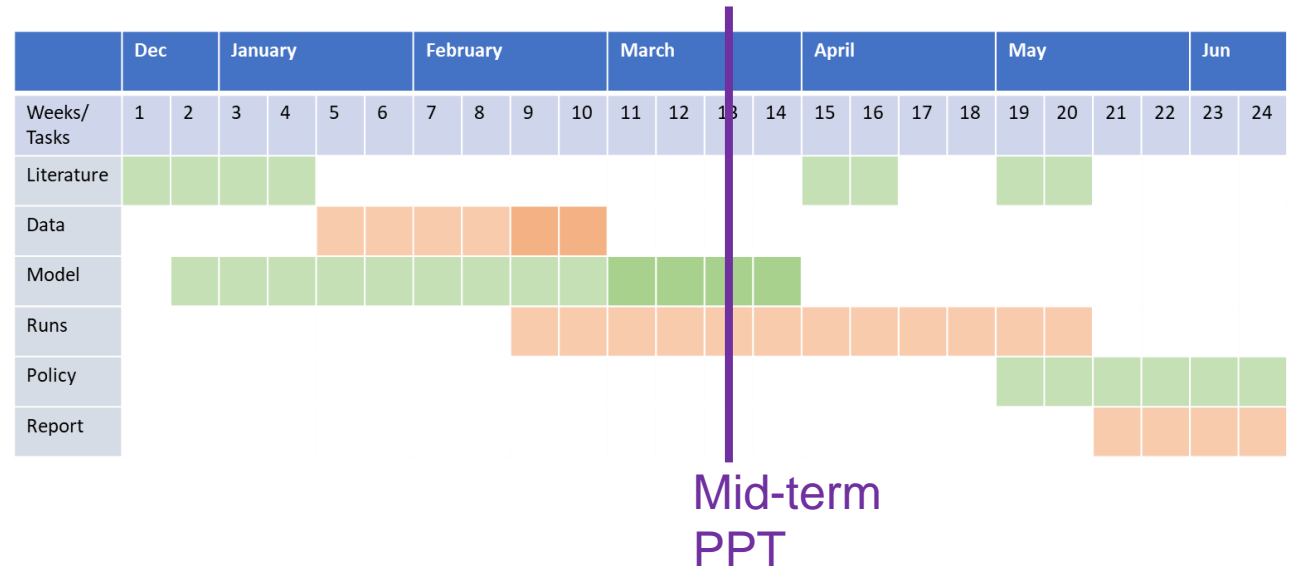 Dec January February March April May Jun
Weeks/ 1 2 3 4 5 6 7 8 9 10 11 12 13 14 15 16 17 18 19 20 21 22 23 24
Tasks
Literature
Data
Model
Runs
Policy
Report
Mid-term
PPT